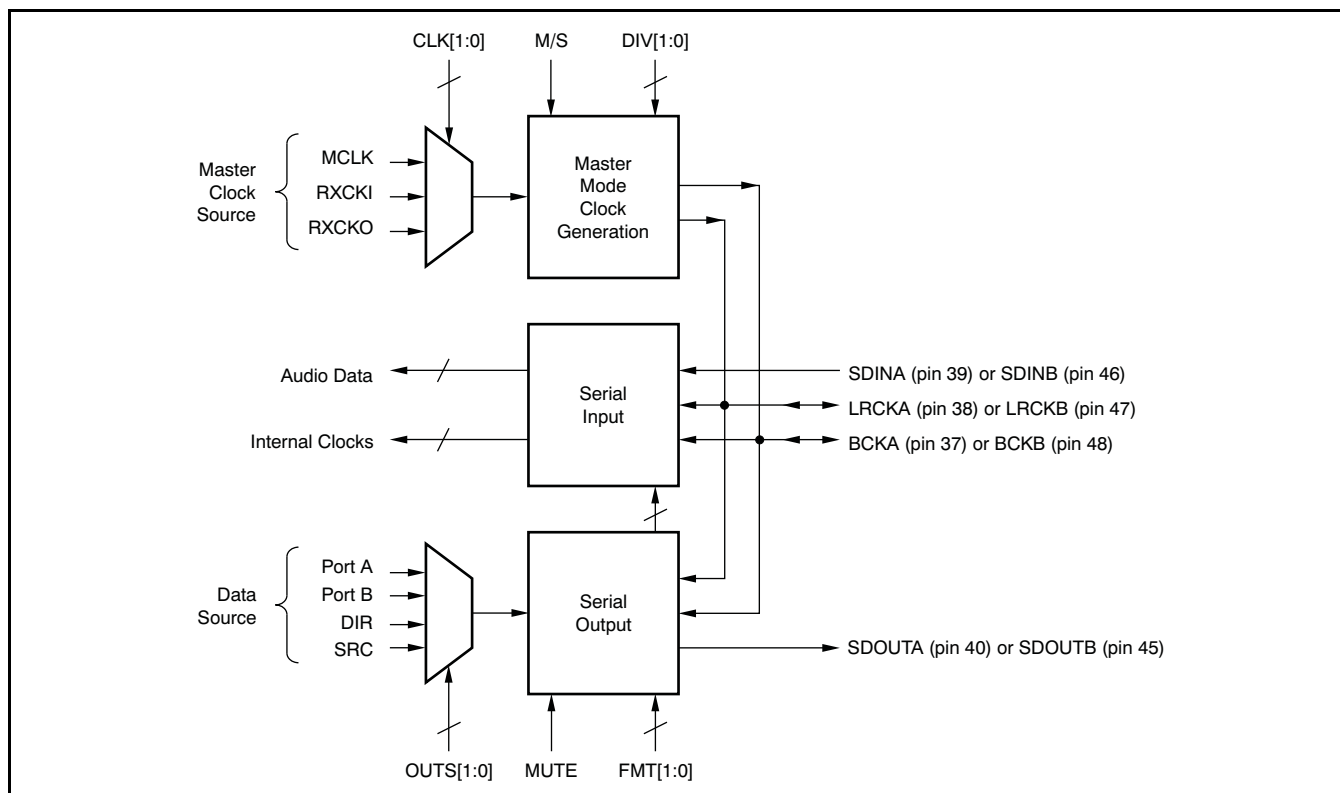 CLK[1:0]
M/S
DIV[1:0]
Master
Clock
Source
MCLK
RXCKI
RXCKO
Master
Mode
Clock
Generation
Audio Data
Internal Clocks
Serial
Input
SDINA (pin 39) or SDINB (pin 46)
LRCKA (pin 38) or LRCKB (pin 47)
BCKA (pin 37) or BCKB (pin 48)
Data
Source
Port A
Port B
DIR
SRC
Serial
Output
SDOUTA (pin 40) or SDOUTB (pin 45)
OUTS[1:0]
MUTE
FMT[1:0]